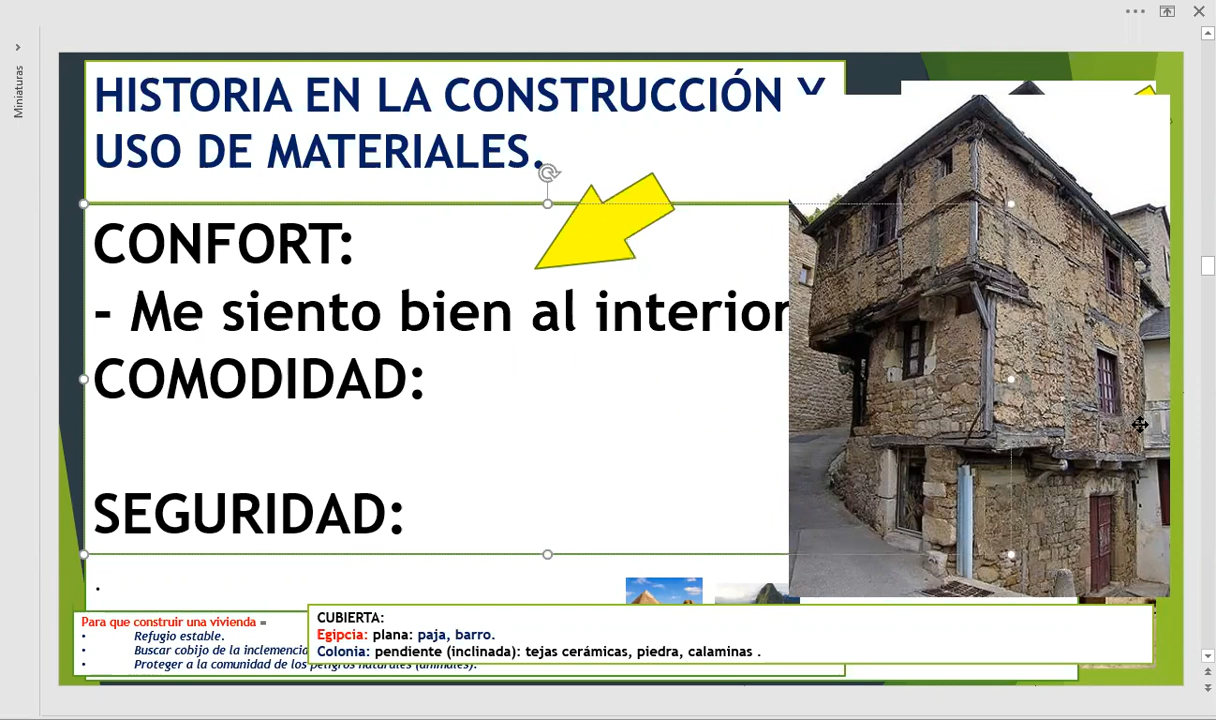 Miniaturas
HISTORIA EN LA CONSTRUCCIÓN Y
USO DE MATERIALES.
CONFORT:
- Me siento bien al interior
COMODIDAD:
SEGURIDAD:
.
Para que construir una vivienda =
• Refugio estable.
• Buscar cobijo de la inclemencia
• Proteger a la comunidad de los peligros naturales (animales).
CUBIERTA:
Egipcia: plana: paja, barro.
Colonia: pendiente (inclinada): tejas cerámicas, piedra, calaminas .